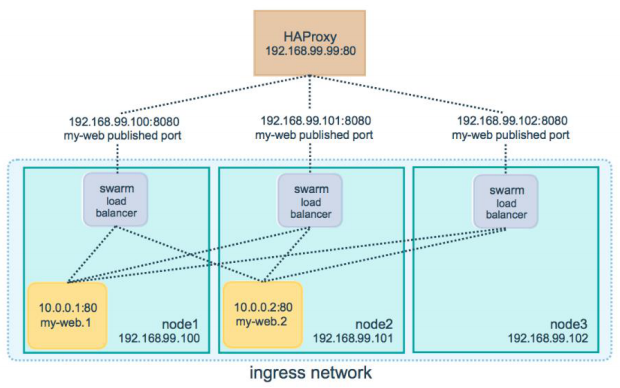 HAProxy
192.168.99.99:80
192.168.99.100:8080
my-web published port
192.168.99.101:8080
my-web published port
192.168.99.102:8080
my-web published port
swarm
load
balancer
swarm
load
balancer
swarm
load
balancer
10.0.0.1:80
my-web.1
node1
192.168.99.100
10.0.0.2:80
my-web.2
node2
192.168.99.101
node3
192.168.99.102
ingress network